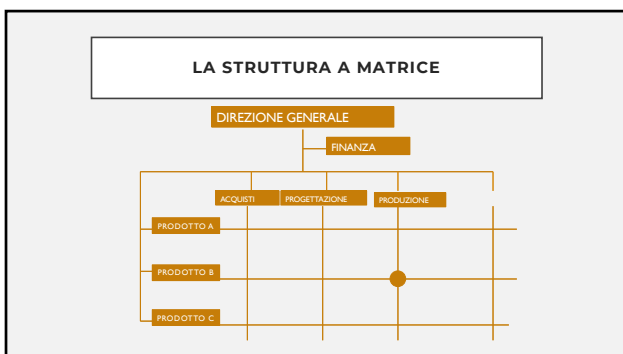 LA STRUTTURA A MATRICE
DIREZIONE GENERALE
FINANZA
ACQUISTI PROGETTAZIONE PRODUZIONE
PRODOTTO A
PRODOTTO B
PRODOTTO C